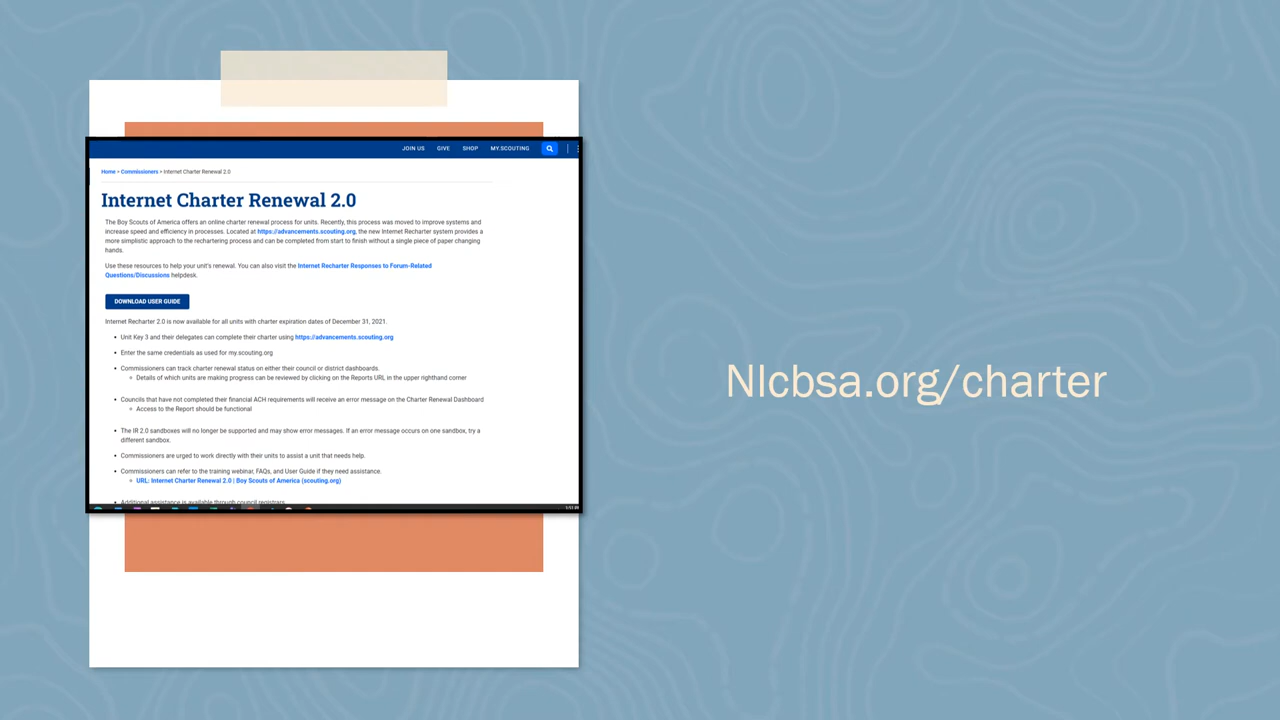 JOIN US GIVE SHOP MY.SCOUTING
Home • Commissioners • Internet Charter Renewal 2.0
Internet Charter Renewal 2.0
The Boy Scouts of America offers an online charter renewal process for units. Recently, this process was moved to improve systems and
increase speed and efficiency in processes. Located at https://advancements.scouting.org, the new Internet Recharter system provides a
more simplistic approach to the rechartering process and can be completed from start to finish without a single piece of paper changing
hands.
Use these resources to help your unit's renewal. You can also visit the Internet Recharter Responses to Forum-Related
Questions/Discussions helpdesk.
DOWNLOAD USER GUIDE
Internet Recharter 2.0 is now available for all units with charter expiration dates of December 31, 2021.
• Unit Key 3 and their delegates can complete their charter using https://advancements.scouting.org
• Enter the same credentials as used for my.scouting.org
• Commissioners can track charter renewal status on either their council or district dashboards.
Details of which units are making progress can be reviewed by clicking on the Reports URL in the upper righthand corner
• Councils that have not completed their financial ACH requirements will receive an error message on the Charter Renewal Dashboard
Access to the Report should be functional
• The IR 2.0 sandboxes will no longer be supported and may show error messages. If an error message occurs on one sandbox, try a
different sandbox.
• Commissioners are urged to work directly with their units to assist a unit that needs help.
• Commissioners can refer to the training webinar, FAQs, and User Guide if they need assistance.
URL: Internet Charter Renewal 2.0 | Boy Scouts of America (scouting.org)
• Additional assistance is available through council registrars
Nlcbsa.org/charter